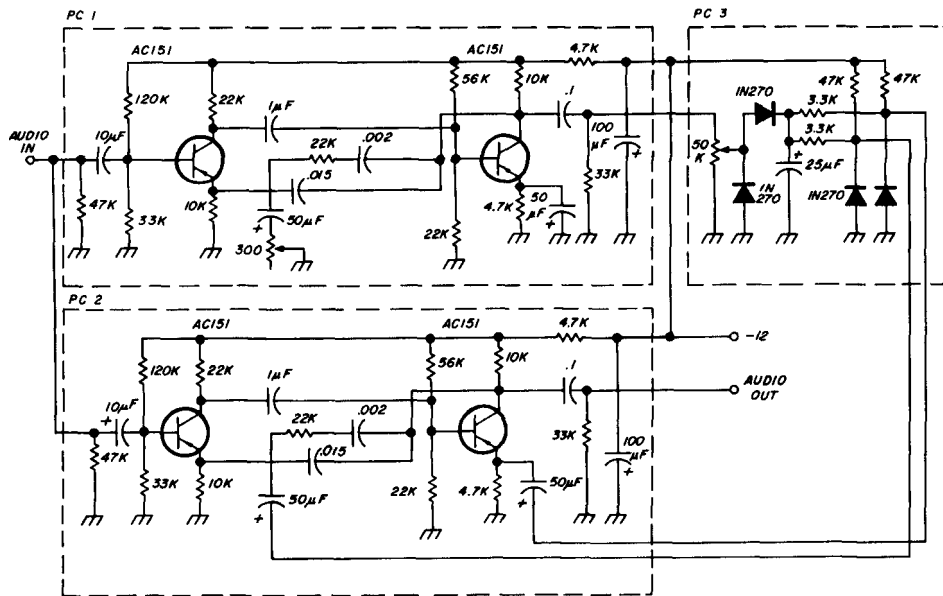 PC 1
PC 3
AC151
AC151
4.7K
56K
10K
47K
47K
120K
22K
1µF
.1
1N270
3.3K
AUDIO
IN
10µF
22K
.002
100
µF
+
50
K
3.3K
+
25µF
.015
33K
1N
270
1N270
47K
33K
10K
+
50µF
300
22K
4.7K
50
µF
+
PC 2
AC151
AC151
4.7K
-12
56K
10K
120K
22K
1µF
.1
AUDIO
OUT
10µF
+
22K
.002
33K
100
µF
+
47K
.015
33K
10K
50µF
+
22K
4.7K
50µF
+